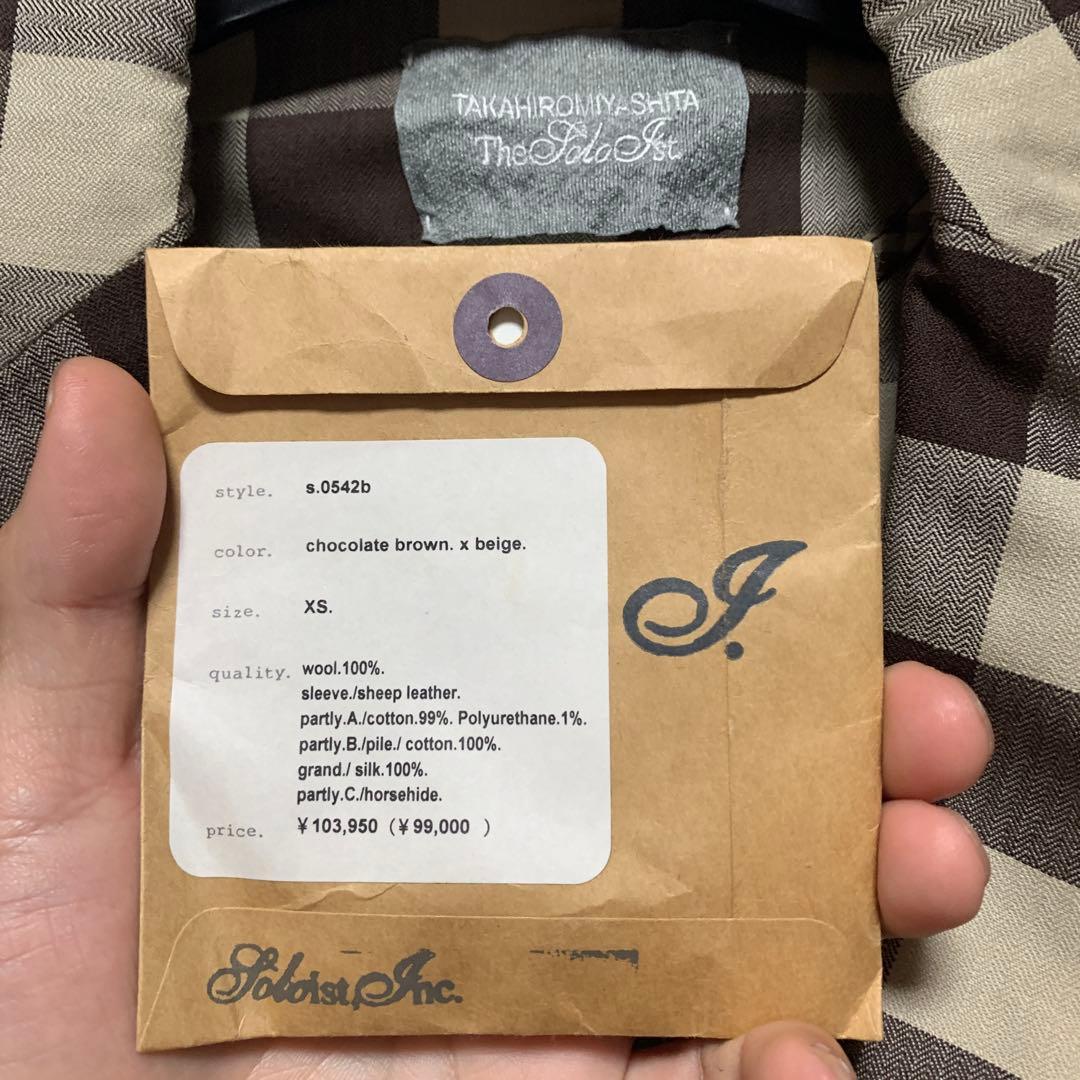 TAKAHIROMIYASHITA
TheSoloIst.
style. s.0542b
color. chocolate brown. x beige.
size. XS.
quality. wool.100%.
sleeve./sheep leather.
partly.A./cotton.99%. Polyurethane.1%.
partly.B./pile./ cotton.100%.
grand./ silk.100%.
partly.C./horsehide.
price. ¥103,950 (¥99,000 )
I.
Soloist, Inc.